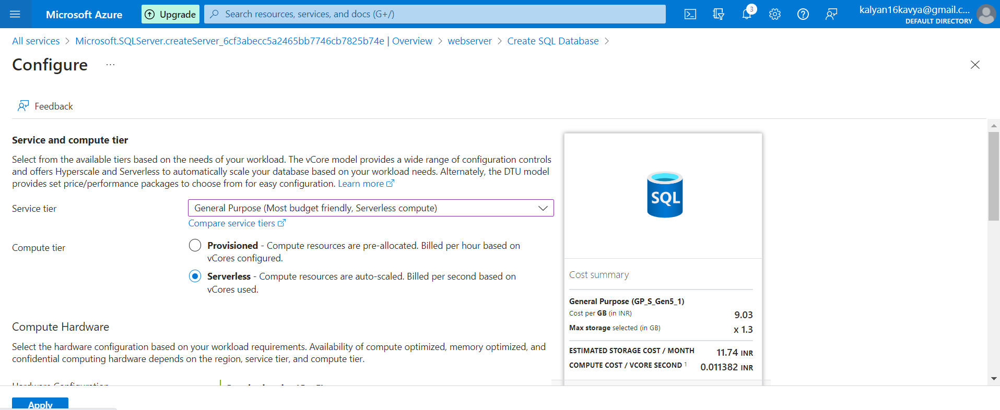 Microsoft Azure
Upgrade
Search resources, services, and docs (G+/)
3
kalyan16kavya@gmail.c...
DEFAULT DIRECTORY
All services > Microsoft.SQLServer.createServer_6cf3abecc5a2465bb7746cb7825b74e | Overview > webserver > Create SQL Database >
Configure ...
Feedback
Service and compute tier
Select from the available tiers based on the needs of your workload. The vCore model provides a wide range of configuration controls
and offers Hyperscale and Serverless to automatically scale your database based on your workload needs. Alternately, the DTU model
provides set price/performance packages to choose from for easy configuration. Learn more
Service tier
General Purpose (Most budget friendly, Serverless compute)
Compare service tiers
Compute tier
Provisioned - Compute resources are pre-allocated. Billed per hour based on
vCores configured.
Serverless - Compute resources are auto-scaled. Billed per second based on
vCores used.
Compute Hardware
Select the hardware configuration based on your workload requirements. Availability of compute optimized, memory optimized, and
confidential computing hardware depends on the region, service tier, and compute tier.
Hardware Configuration
SQL
Cost summary
General Purpose (GP_S_Gen5_1)
Cost per GB (in INR) 9.03
Max storage selected (in GB) x 1.3
ESTIMATED STORAGE COST / MONTH 11.74 INR
COMPUTE COST / VCORE SECOND 1 0.011382 INR
Apply